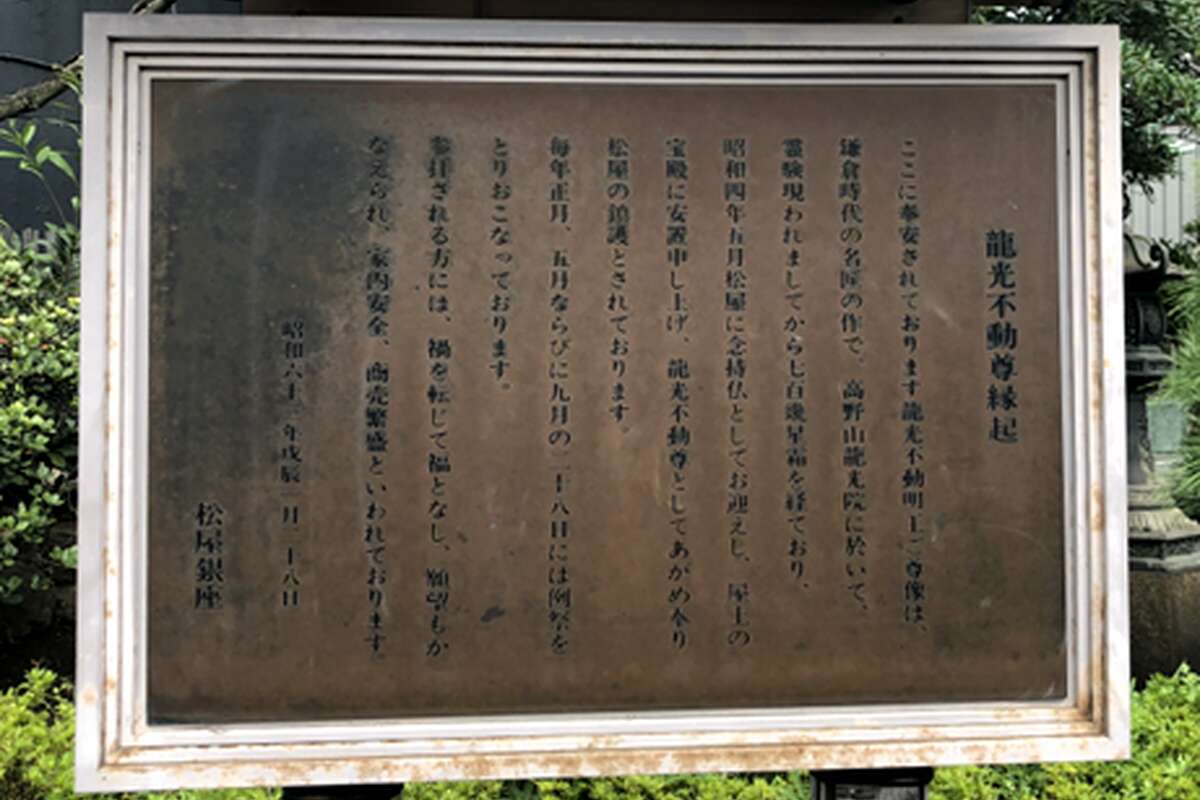 龍光不動尊縁起
ここに奉安されております龍光不動明王ご尊像は、
鎌倉時代の名匠の作で、高野山龍光院に於いて、
霊験現われましてから七百幾星霜を経ており、
昭和四年五月松屋に念持仏としてお迎えし、屋上の
宝殿に安置申し上げ、龍光不動尊としてあがめ奉り
松屋の鎮護とされております。
毎年正月、五月ならびに九月の二十八日には例祭を
とりおこなっております。
参拝される方には、禍を転じて福となし、願望もか
なえられ、家内安全、商売繁盛といわれております。
昭和六十三年戊辰一月二十八日
松屋銀座